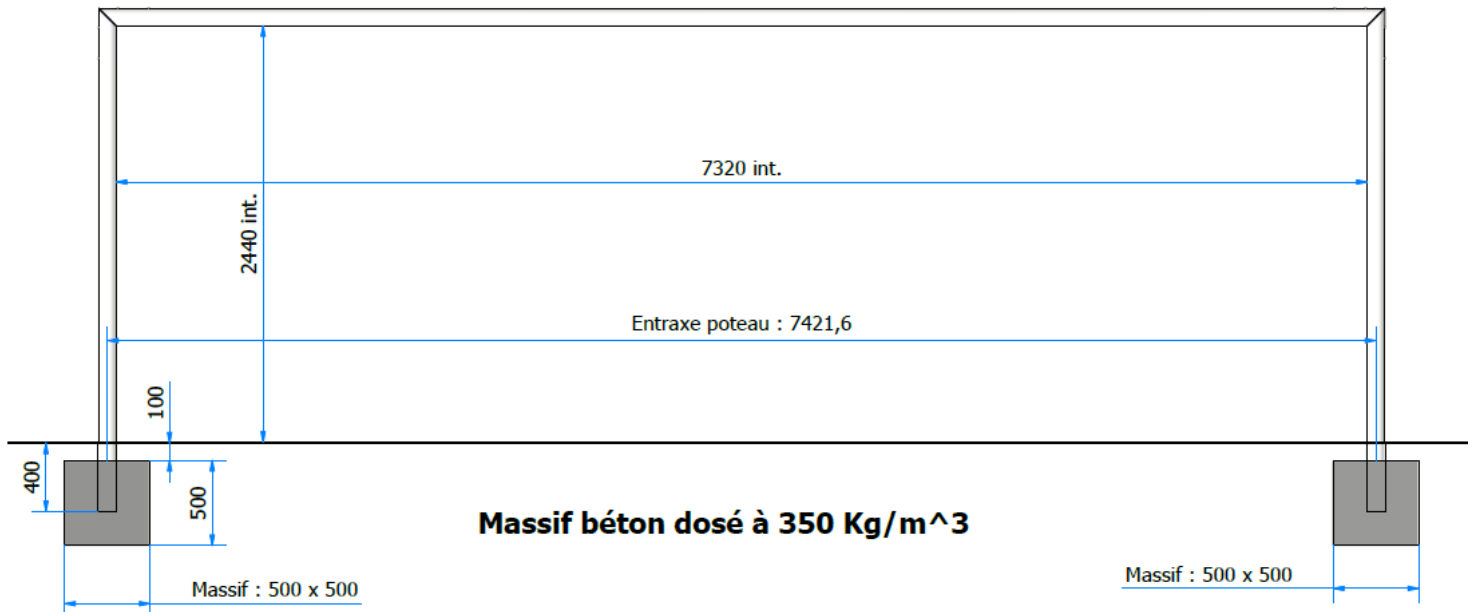 7320 int.
2440 int.
Entraxe poteau : 7421,6
100
400
500
Massif béton dosé à 350 Kg/m^3
Massif : 500 x 500
Massif : 500 x 500